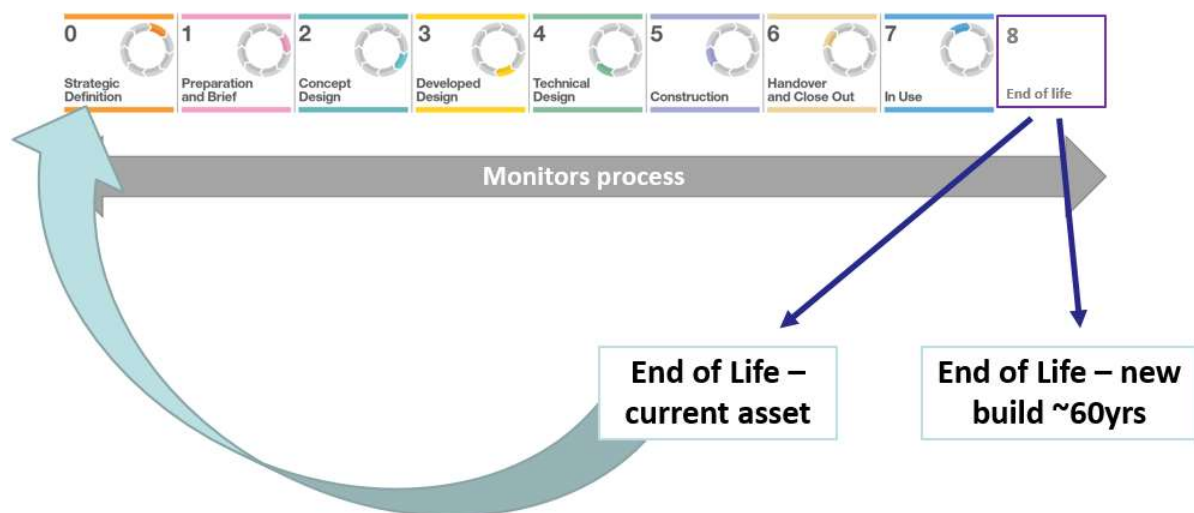 0
Strategic
Definition
1
Preparation
and Brief
2
Concept
Design
3
Developed
Design
4
Technical
Design
5
Construction
6
Handover
and Close Out
7
In Use
8
End of life
Monitors process
End of Life –
current asset
End of Life – new
build ~60yrs